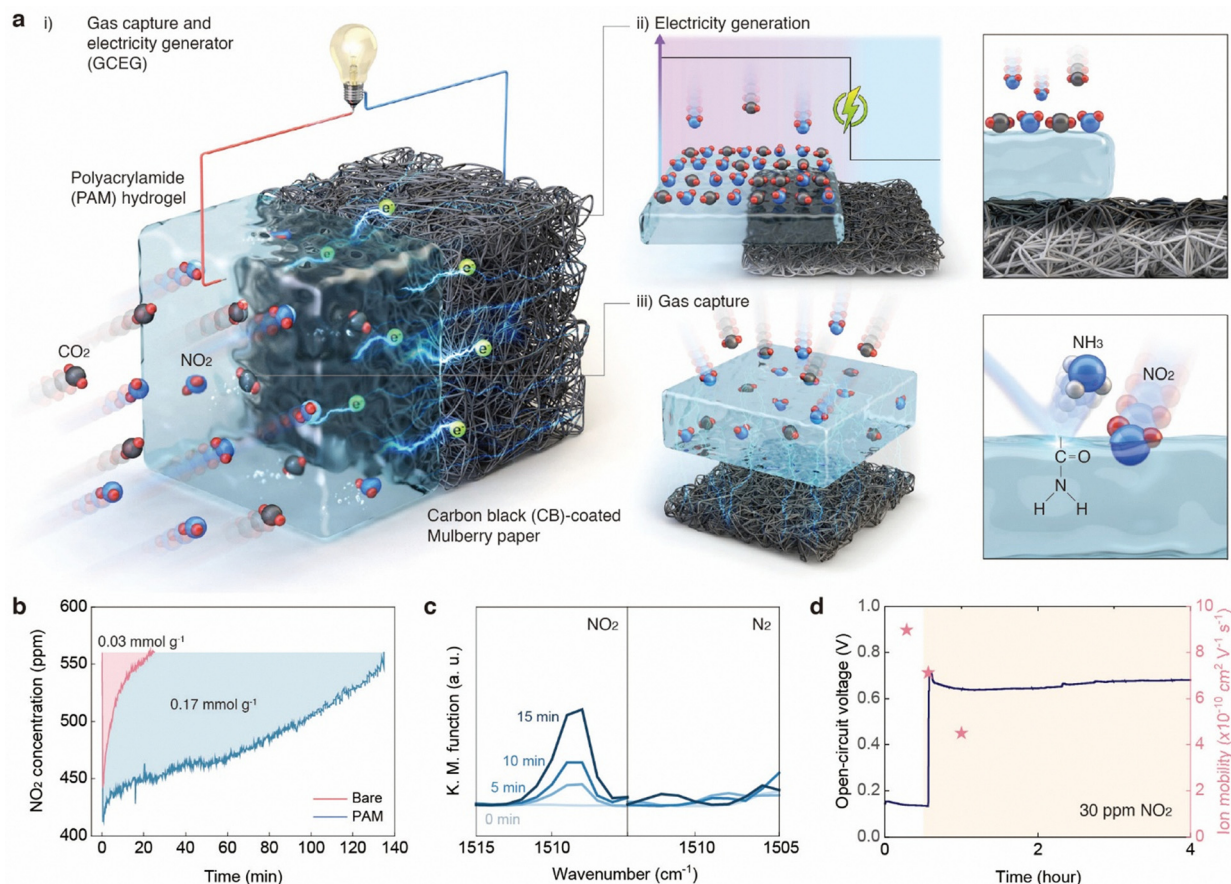 a
i)
Gas capture and
electricity generator
(GCEG)
Polyacrylamide
(PAM) hydrogel
CO₂
NO₂
e⁻
e⁻
e⁻
e⁻
e⁻
e⁻
Carbon black (CB)-coated
Mulberry paper
ii) Electricity generation
iii) Gas capture
NH₃
NO₂
C=O
N
H H
b
NO₂ concentration (ppm)
600
550
500
450
400
0.03 mmol g⁻¹
0.17 mmol g⁻¹
Bare
PAM
0 20 40 60 80 100 120 140
Time (min)
c
K. M. function (a. u.)
NO₂
N₂
15 min
10 min
5 min
0 min
1515 1510 1510 1505
Wavenumber (cm⁻¹)
d
Open-circuit voltage (V)
1.0
0.8
0.6
0.4
0.2
0.0
30 ppm NO₂
0 2 4
Time (hour)
10
8
6
4
2
0
Ion mobility (x10⁻¹⁰ cm² V⁻¹ s⁻¹)